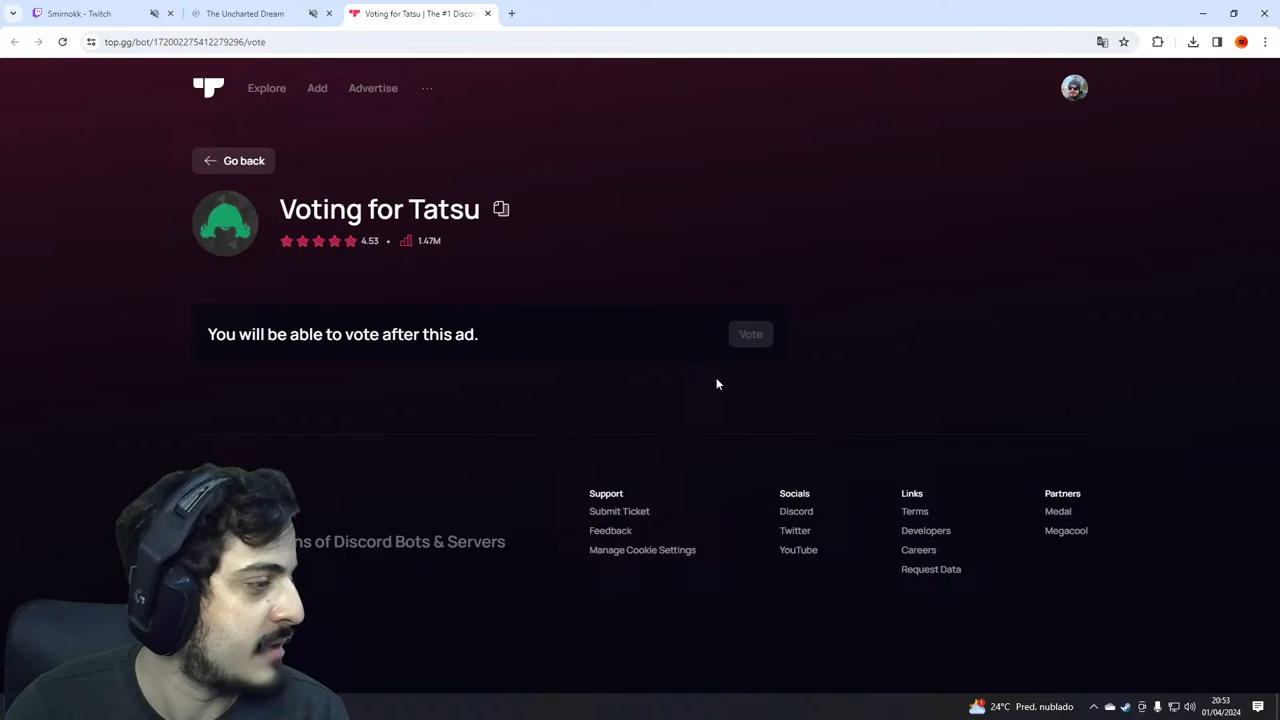 Smirnokk - Twitch
The Uncharted Dream
Voting for Tatsu | The #1 Disco
top.gg/bot/172002275412279296/vote
Explore
Add
Advertise
Go back
Voting for Tatsu
4.53
1.47M
You will be able to vote after this ad.
Vote
ns of Discord Bots & Servers
Support
Submit Ticket
Feedback
Manage Cookie Settings
Socials
Discord
Twitter
YouTube
Links
Terms
Developers
Careers
Request Data
Partners
Medal
Megacool
24°C Pred. nublado
20:53
01/04/2024